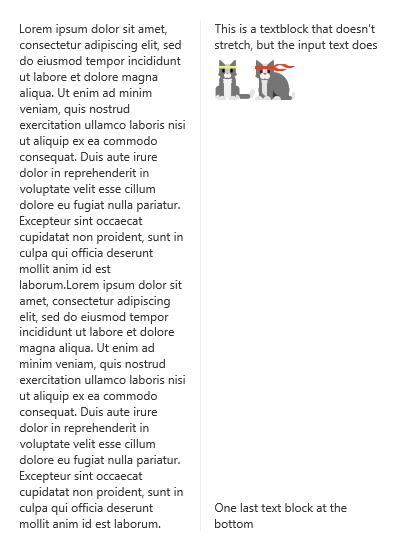 Lorem ipsum dolor sit amet,
consectetur adipiscing elit, sed
do eiusmod tempor incididunt
ut labore et dolore magna
aliqua. Ut enim ad minim
veniam, quis nostrud
exercitation ullamco laboris nisi
ut aliquip ex ea commodo
consequat. Duis aute irure
dolor in reprehenderit in
voluptate velit esse cillum
dolore eu fugiat nulla pariatur.
Excepteur sint occaecat
cupidatat non proident, sunt in
culpa qui officia deserunt
mollit anim id est
laborum.Lorem ipsum dolor sit
amet, consectetur adipiscing
elit, sed do eiusmod tempor
incididunt ut labore et dolore
magna aliqua. Ut enim ad
minim veniam, quis nostrud
exercitation ullamco laboris nisi
ut aliquip ex ea commodo
consequat. Duis aute irure
dolor in reprehenderit in
voluptate velit esse cillum
dolore eu fugiat nulla pariatur.
Excepteur sint occaecat
cupidatat non proident, sunt in
culpa qui officia deserunt
mollit anim id est laborum.
This is a textblock that doesn't
stretch, but the input text does
One last text block at the
bottom